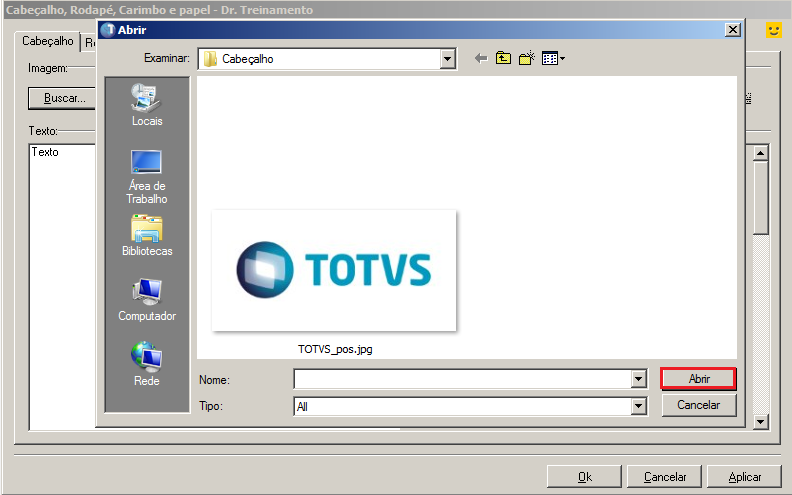 Cabeçalho, Rodapé, Carimbo e papel - Dr. Treinamento
Abrir
Cabeçalho
Imagem:
Examinar:
Cabeçalho
Buscar...
Locais
Texto:
Texto
Área de
Trabalho
Bibliotecas
TOTVS
Computador
TOTVS_pos.jpg
Rede
Nome:
Abrir
Tipo:
All
Cancelar
Ok
Cancelar
Aplicar